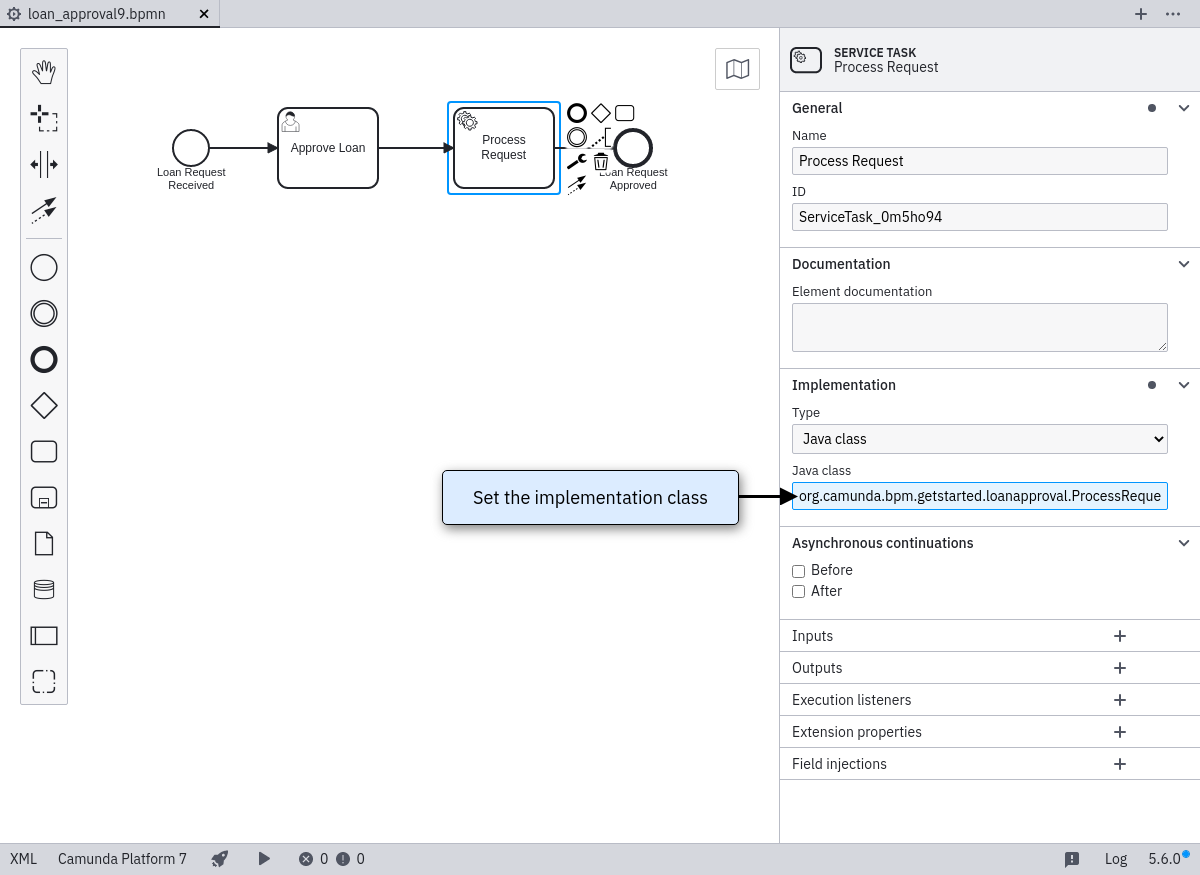 loan_approval9.bpmn
SERVICE TASK
Process Request
General
Name
Process Request
ID
ServiceTask_0m5ho94
Documentation
Element documentation
Implementation
Type
Java class
Java class
org.camunda.bpm.getstarted.loanapproval.ProcessReque
Asynchronous continuations
Before
After
Inputs
Outputs
Execution listeners
Extension properties
Field injections
Loan Request
Received
Approve Loan
Process
Request
Loan Request
Approved
Set the implementation class
XML Camunda Platform 7 0 0 Log 5.6.0